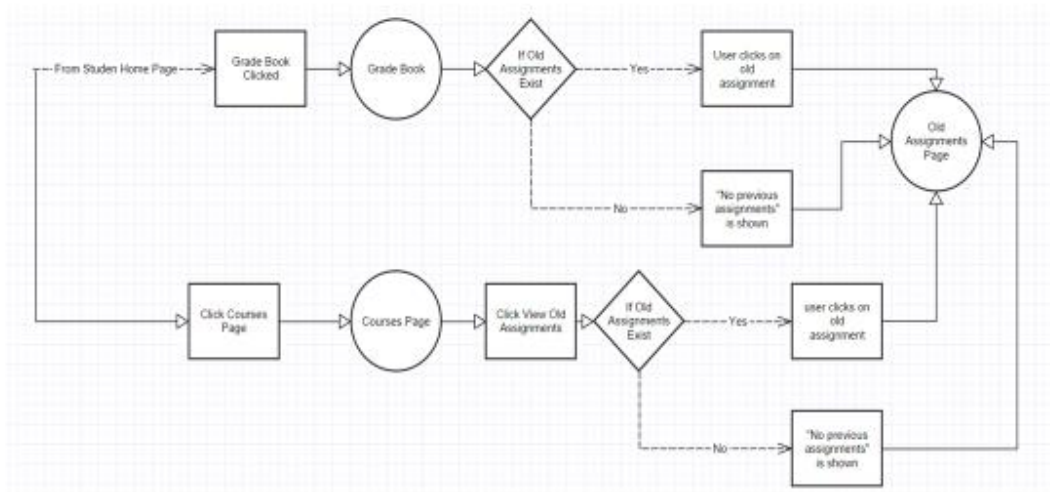 From Studen Home Page
Grade Book
Clicked
Grade Book
If Old
Assignments
Exist
Yes
User clicks on
old
assignment
Old
Assignments
Page
No
"No previous
assignments"
is shown
Click Courses
Page
Courses Page
Click View Old
Assignments
If Old
Assignments
Exist
Yes
user clicks on
old
assignment
No
"No previous
assignments"
is shown